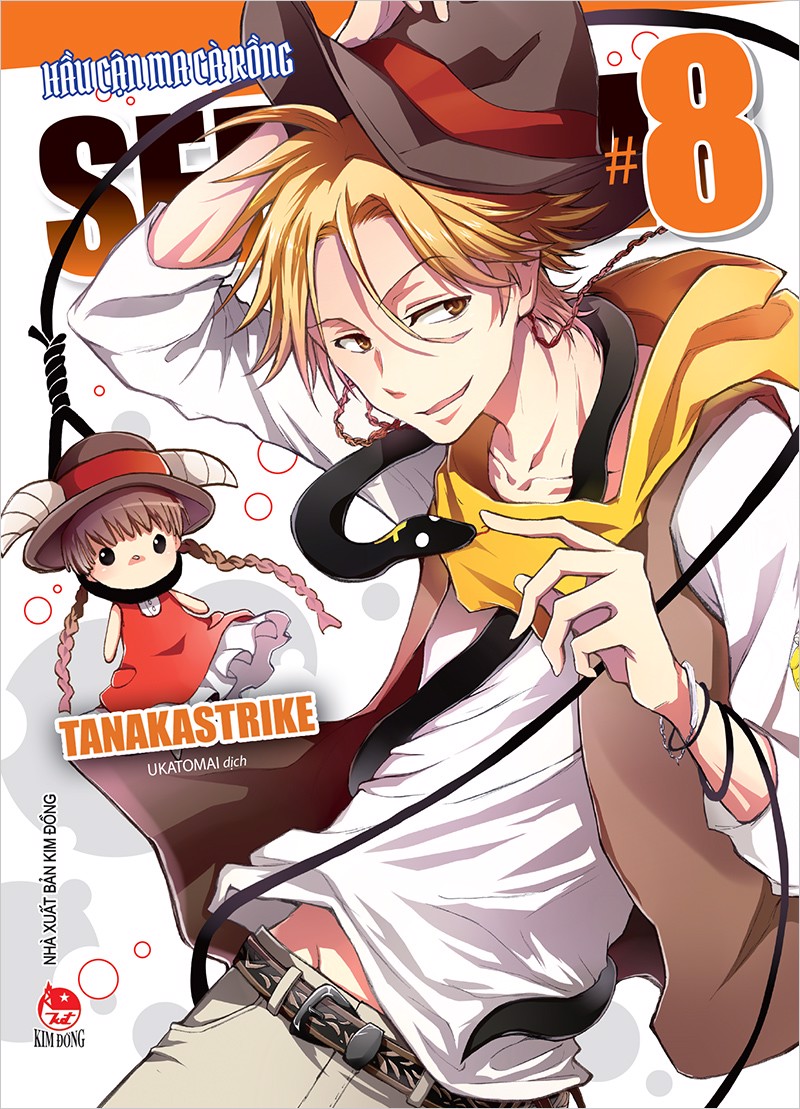 HẦU CẬN MA CÀ RỒNG
#8
TANAKASTRIKE
UKATOMAI dịch
NHÀ XUẤT BẢN KIM ĐỒNG
KIM ĐỒNG